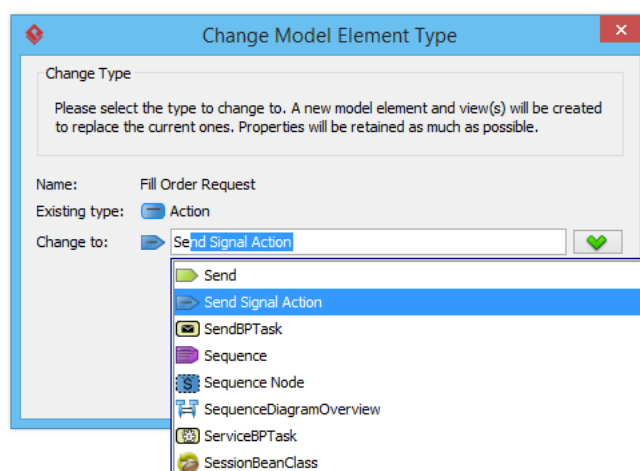 Change Model Element Type
Change Type
Please select the type to change to. A new model element and view(s) will be created
to replace the current ones. Properties will be retained as much as possible.
Name: Fill Order Request
Existing type: Action
Change to: Send Signal Action
Send
Send Signal Action
SendBPTask
Sequence
S Sequence Node
SequenceDiagramOverview
ServiceBPTask
SessionBeanClass